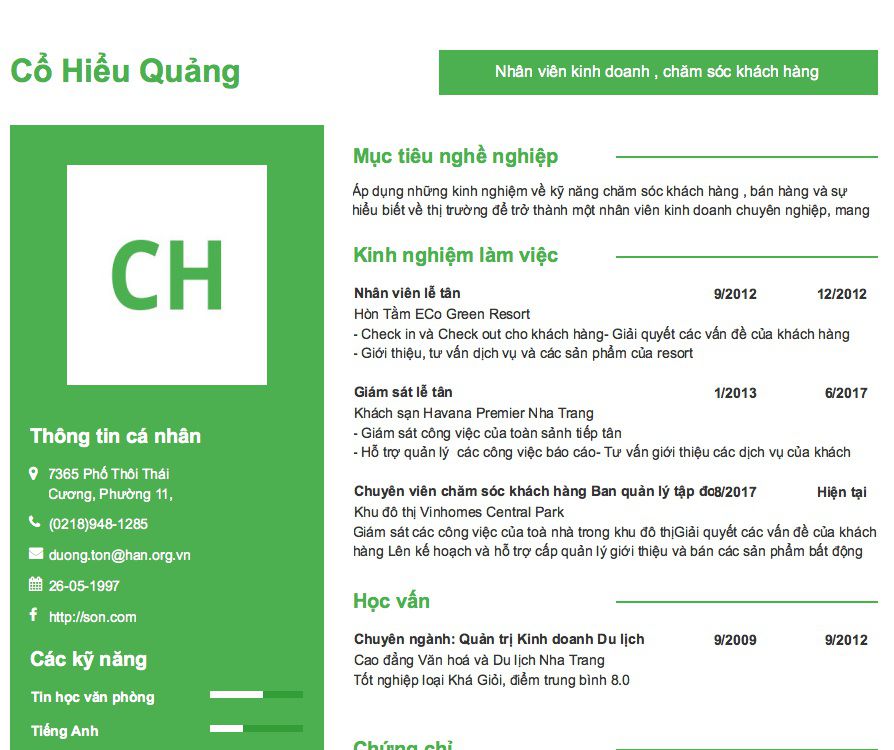 Cổ Hiểu Quảng
Nhân viên kinh doanh , chăm sóc khách hàng
CH
Thông tin cá nhân
7365 Phố Thôi Thái
Cương, Phường 11,
(0218)948-1285
duong.ton@han.org.vn
26-05-1997
http://son.com
Các kỹ năng
Tin học văn phòng
Tiếng Anh
Mục tiêu nghề nghiệp
Áp dụng những kinh nghiệm về kỹ năng chăm sóc khách hàng , bán hàng và sự
hiểu biết về thị trường để trở thành một nhân viên kinh doanh chuyên nghiệp, mang
Kinh nghiệm làm việc
Nhân viên lễ tân 9/2012 12/2012
Hòn Tằm ECo Green Resort
- Check in và Check out cho khách hàng- Giải quyết các vấn đề của khách hàng
- Giới thiệu, tư vấn dịch vụ và các sản phẩm của resort
Giám sát lễ tân 1/2013 6/2017
Khách sạn Havana Premier Nha Trang
- Giám sát công việc của toàn sảnh tiếp tân
- Hỗ trợ quản lý các công việc báo cáo- Tư vấn giới thiệu các dịch vụ của khách
Chuyên viên chăm sóc khách hàng Ban quản lý tập 8/2017 Hiện tại
Khu đô thị Vinhomes Central Park
Giám sát các công việc của toà nhà trong khu đô thịGiải quyết các vấn đề của khách
hàng Lên kế hoạch và hỗ trợ cấp quản lý giới thiệu và bán các sản phẩm bất động
Học vấn
Chuyên ngành: Quản trị Kinh doanh Du lịch 9/2009 9/2012
Cao đẳng Văn hoá và Du lịch Nha Trang
Tốt nghiệp loại Khá Giỏi, điểm trung bình 8.0
Chứng chỉ